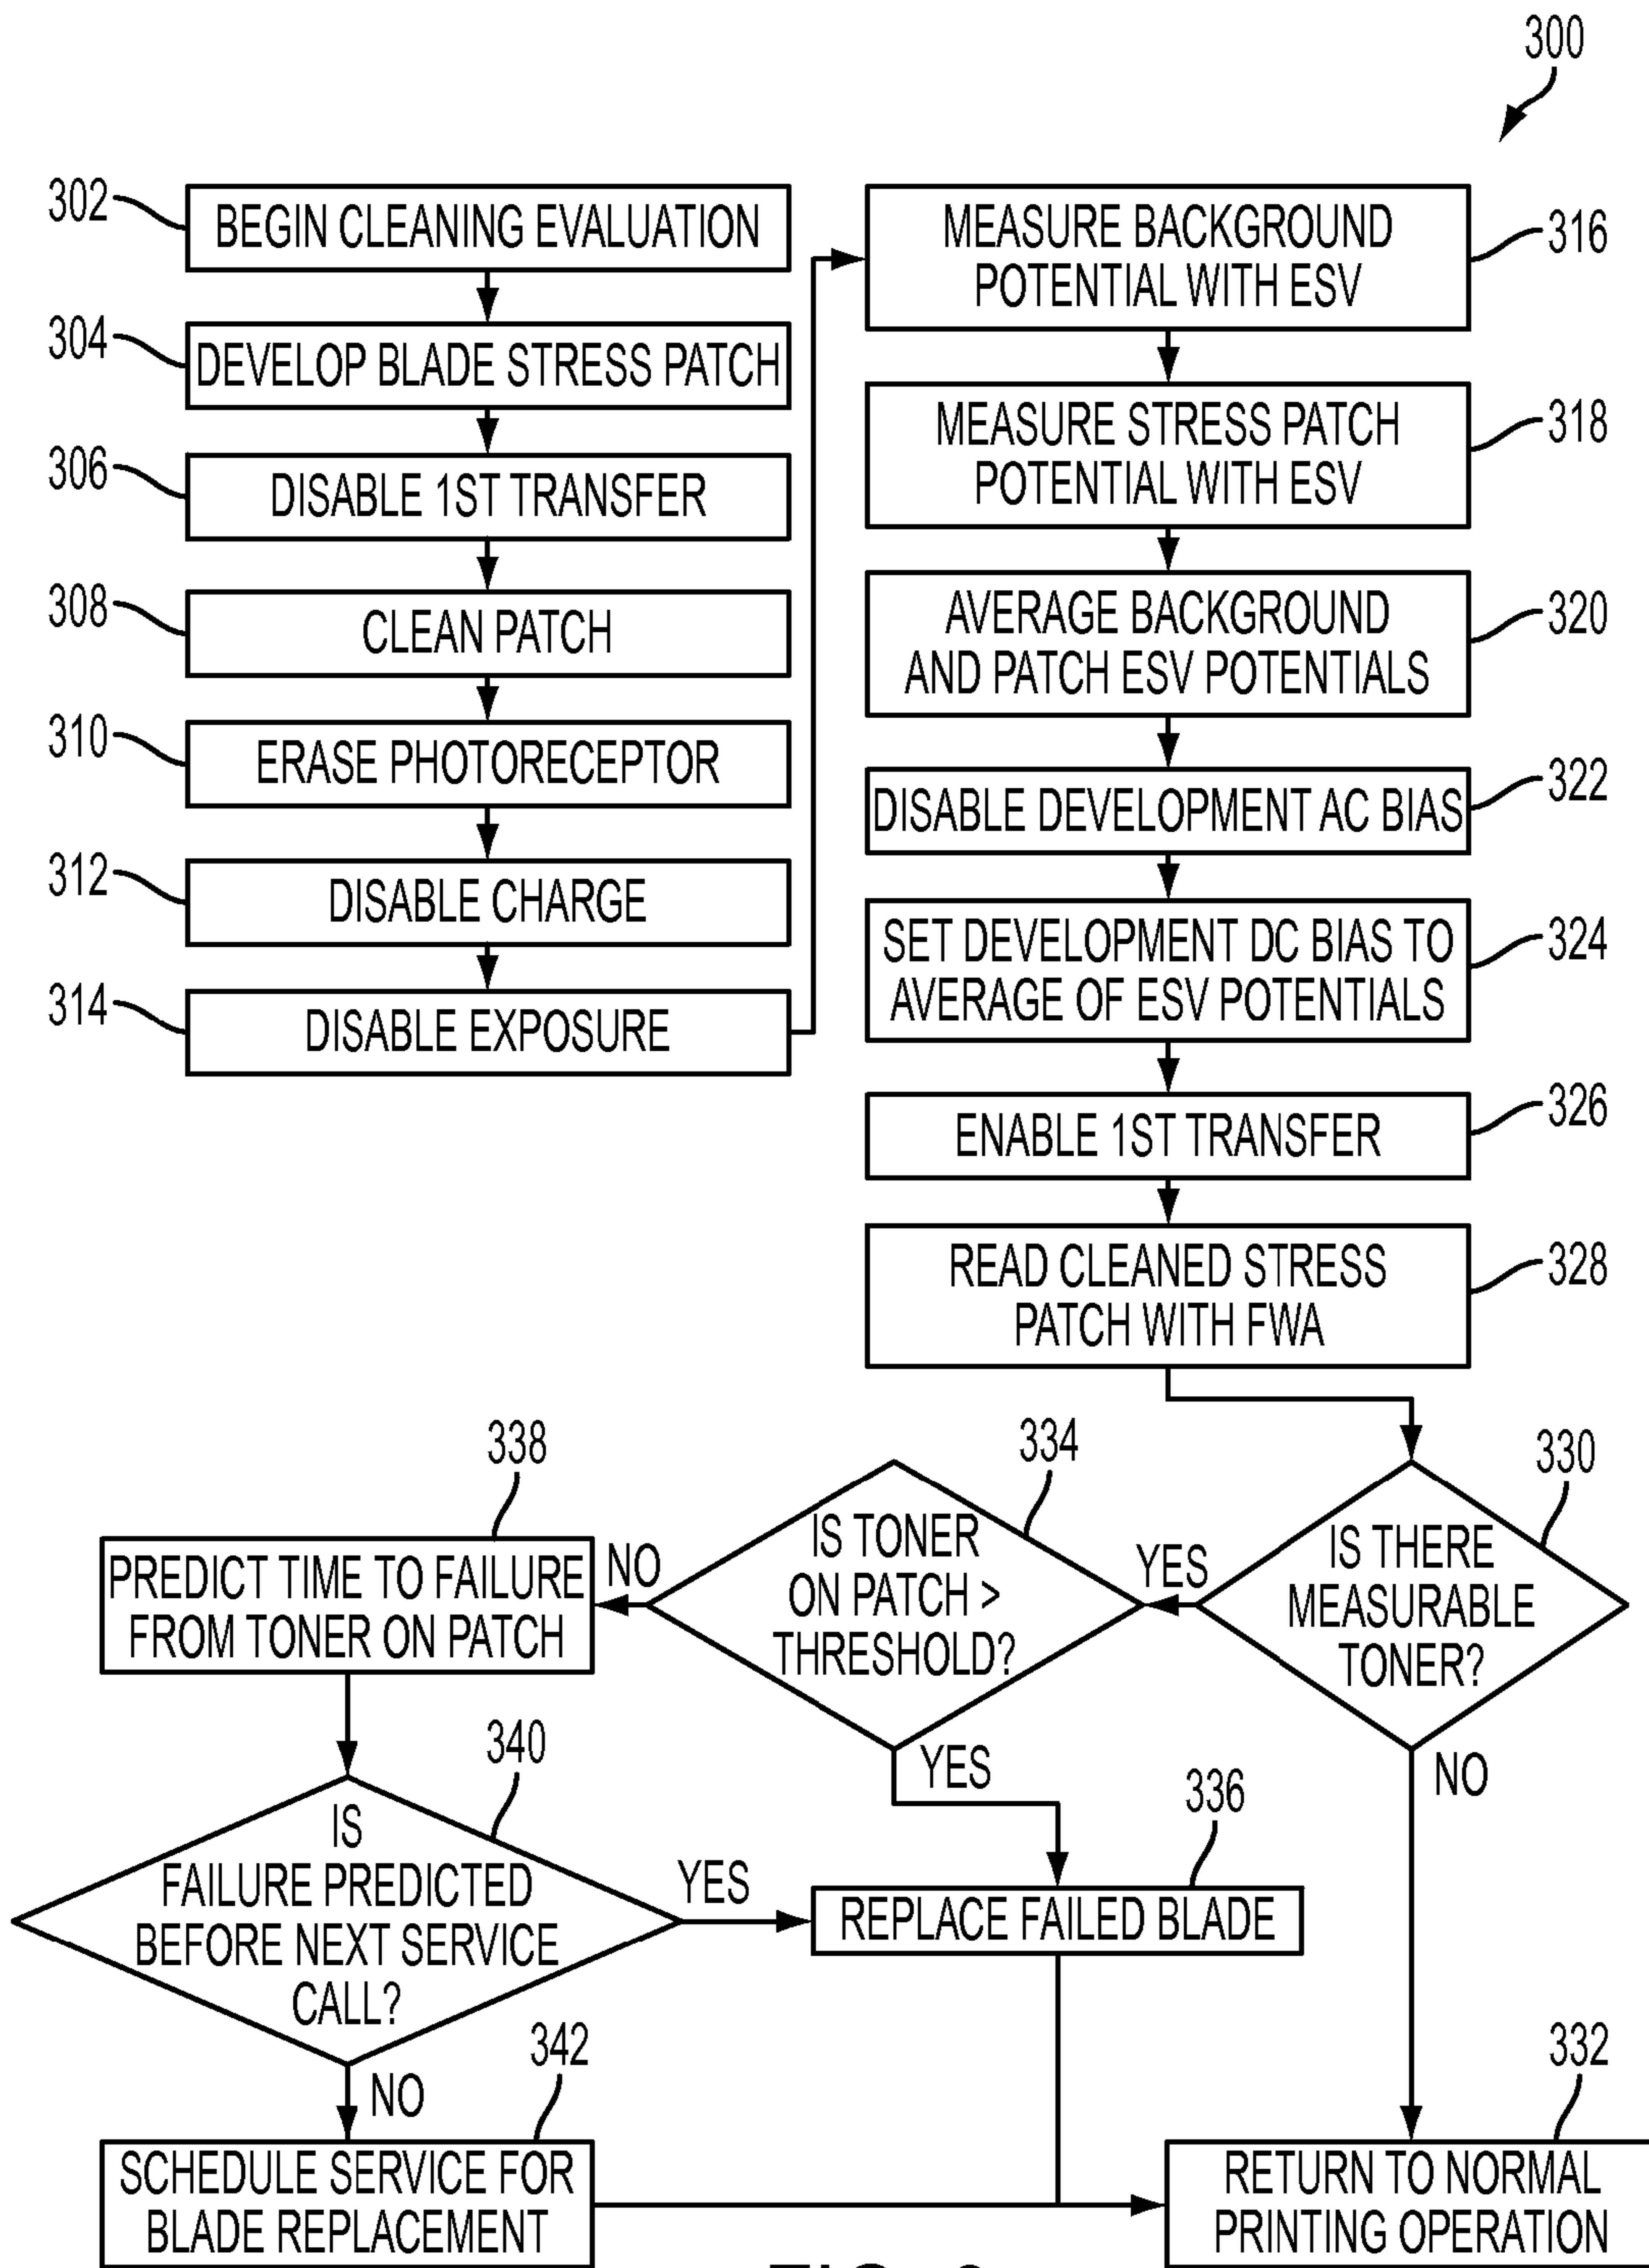 300
302
BEGIN CLEANING EVALUATION
304
DEVELOP BLADE STRESS PATCH
306
DISABLE 1ST TRANSFER
308
CLEAN PATCH
310
ERASE PHOTORECEPTOR
312
DISABLE CHARGE
314
DISABLE EXPOSURE
MEASURE BACKGROUND
POTENTIAL WITH ESV
316
MEASURE STRESS PATCH
POTENTIAL WITH ESV
318
AVERAGE BACKGROUND
AND PATCH ESV POTENTIALS
320
DISABLE DEVELOPMENT AC BIAS
322
SET DEVELOPMENT DC BIAS TO
AVERAGE OF ESV POTENTIALS
324
ENABLE 1ST TRANSFER
326
READ CLEANED STRESS
PATCH WITH FWA
328
330
IS THERE
MEASURABLE
TONER?
YES
NO
334
IS TONER
ON PATCH >
THRESHOLD?
NO
YES
338
PREDICT TIME TO FAILURE
FROM TONER ON PATCH
340
IS
FAILURE PREDICTED
BEFORE NEXT SERVICE
CALL?
YES
NO
336
REPLACE FAILED BLADE
342
SCHEDULE SERVICE FOR
BLADE REPLACEMENT
332
RETURN TO NORMAL
PRINTING OPERATION